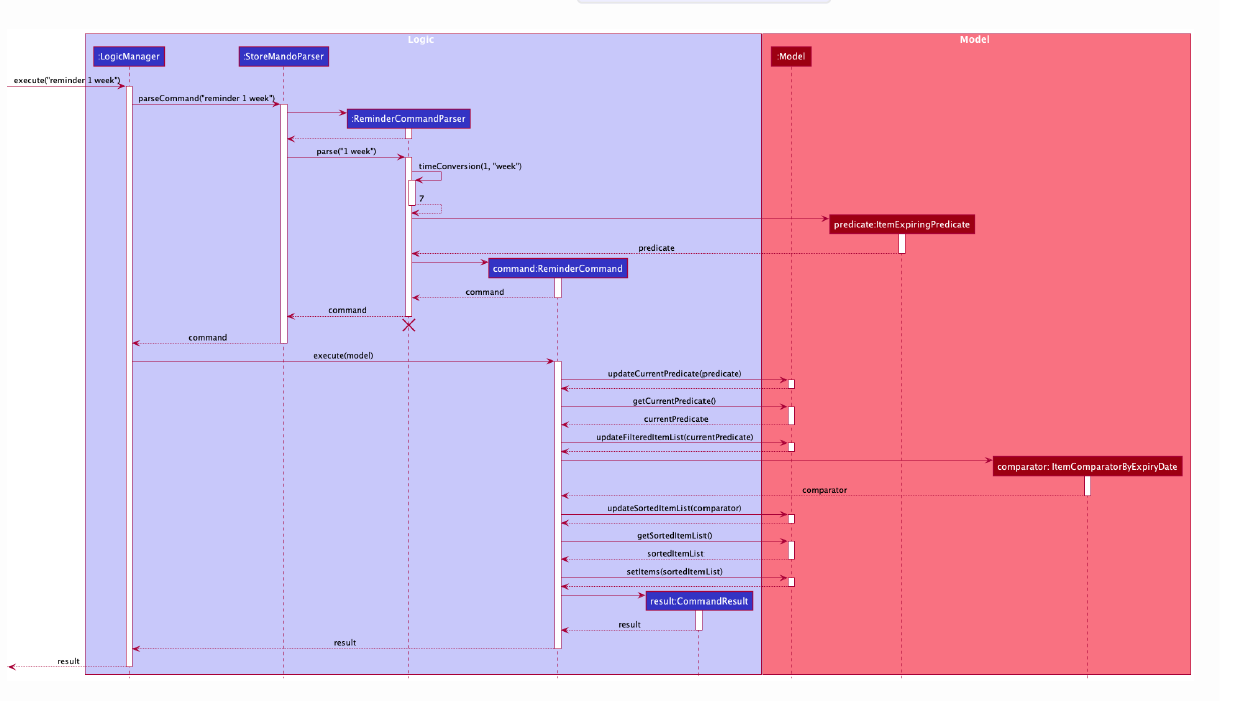 Logic
Model
:LogicManager
:StoreMandoParser
:Model
execute("reminder 1 week")
parseCommand("reminder 1 week")
:ReminderCommandParser
parse("1 week")
timeConversion(1, "week")
7
predicate:ItemExpiringPredicate
predicate
command:ReminderCommand
command
command
command
execute(model)
updateCurrentPredicate(predicate)
getCurrentPredicate()
currentPredicate
updateFilteredItemList(currentPredicate)
comparator: ItemComparatorByExpiryDate
comparator
updateSortedItemList(comparator)
getSortedItemList()
sortedItemList
setItems(sortedItemList)
result:CommandResult
result
result
result